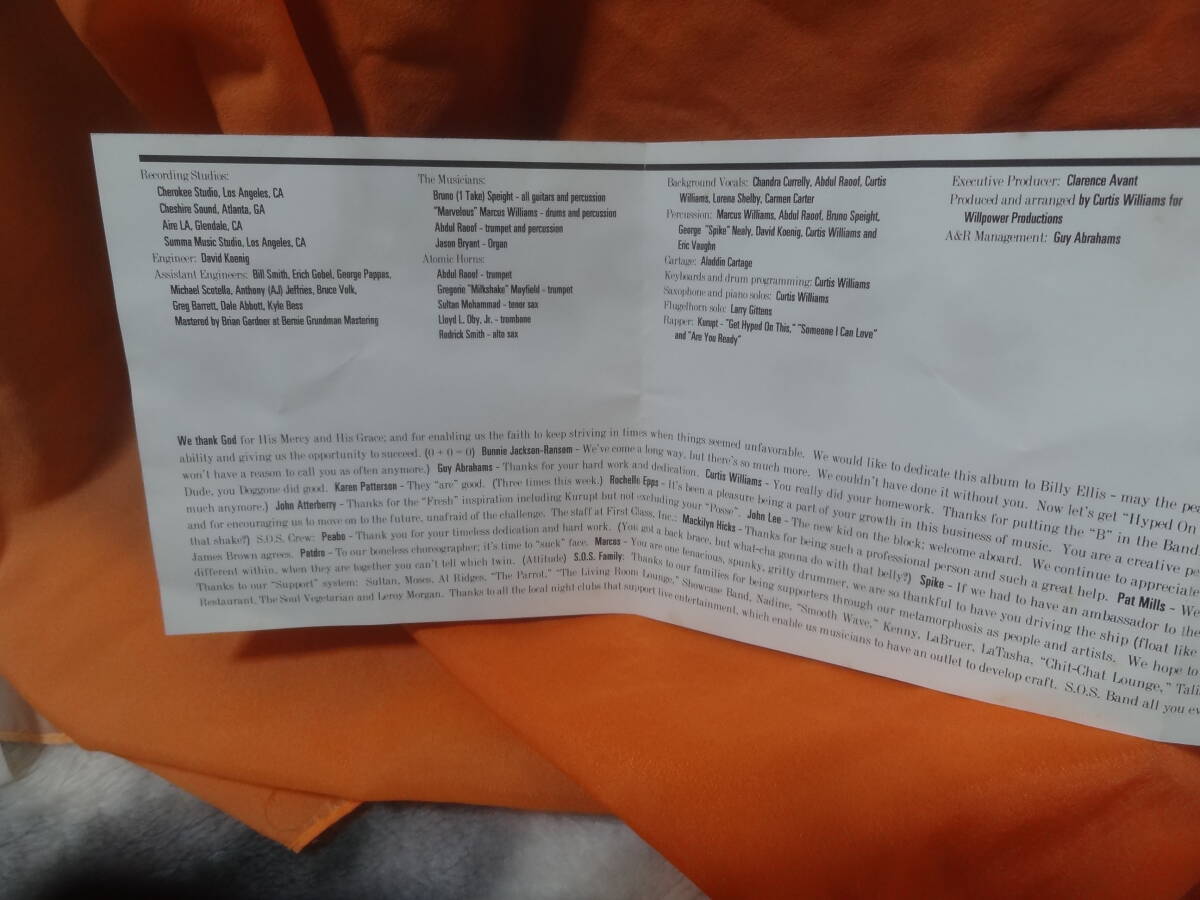 Recording Studios:
Cherokee Studio, Los Angeles, CA
Cheshire Sound, Atlanta, GA
Aire LA, Glendale, CA
Summa Music Studio, Los Angeles, CA
Engineer: David Koenig
Assistant Engineers: Bill Smith, Erich Gobel, George Pappas,
Michael Scotella, Anthony (AJ) Jeffries, Bruce Volk,
Greg Barrett, Dale Abbott, Kyle Bess
Mastered by Brian Gardner at Bernie Grundman Mastering
The Musicians:
Bruno (1 Take) Speight - all guitars and percussion
"Marvelous" Marcus Williams - drums and percussion
Abdul Raoof - trumpet and percussion
Jason Bryant - Organ
Atomic Horns:
Abdul Raoof - trumpet
Gregorie "Milkshake" Mayfield - trumpet
Sultan Mohammad - tenor sax
Lloyd L. Oby, Jr. - trombone
Rodrick Smith - alto sax
Background Vocals: Chandra Currelly, Abdul Raoof, Curtis
Williams, Lorena Shelby, Carmen Carter
Percussion: Marcus Williams, Abdul Raoof, Bruno Speight,
George "Spike" Nealy, David Koenig, Curtis Williams and
Eric Vaughn
Cartage: Aladdin Cartage
Keyboards and drum programming: Curtis Williams
Saxophone and piano solos: Curtis Williams
Flugelhorn solo: Larry Gittens
Rapper: Kurupt - "Get Hyped On This," "Someone I Can Love"
and "Are You Ready"
Executive Producer: Clarence Avant
Produced and arranged by Curtis Williams for
Willpower Productions
A&R Management: Guy Abrahams
We thank God for His Mercy and His Grace; and for enabling us the faith to keep striving in times when things seemed unfavorable. We would like to dedicate this album to Billy Ellis - may the
ability and giving us the opportunity to succeed. (0 + 0 = 0) Bunnie Jackson-Ransom - We've come a long way, but there's so much more. We couldn't have done it without you. Now let's get "Hyped On
won't have a reason to call you as often anymore.) Guy Abrahams - Thanks for your hard work and dedication. Curtis Williams - You really did your homework. Thanks for putting the "B" in the Band
Dude, you Doggone did good. Karen Patterson - They "are" good. (Three times this week.) Rochelle Epps - It's been a pleasure being a part of your growth in this business of music. You are a creative
much anymore.) John Atterberry - Thanks for the "Fresh" inspiration including Kurupt but not excluding your "Posse". John Lee - The new kid on the block; welcome aboard. We continue to appreciate
and for encouraging us to move on to the future, unafraid of the challenge. The staff at First Class, Inc.; Mackilyn Hicks - Thanks for being such a professional person and such a great help. Pat Mills - We
that shake?) S.O.S. Crew: Peabo - Thank you for your timeless dedication and hard work. (You got a back brace, but what-cha gonna do with that belly?) Spike - If we had to have an ambassador to the
James Brown agrees. Patdro - To our boneless choreographer; it's time to "suck" face. Marcus - You are one tenacious, spunky, gritty drummer, we are so thankful to have you driving the ship (float like
different within, when they are together you can't tell which twin. (Attitude) S.O.S. Family: Thanks to our families for being supporters through our metamorphosis as people and artists. We hope to
Thanks to our "Support" system: Sultan, Moses, Al Ridges, "The Parrot," "The Living Room Lounge," Showcase Band, Nadine, "Smooth Wave," Kenny, LaBruer, LaTasha, "Chit-Chat Lounge,"
Restaurant, The Soul Vegetarian and Leroy Morgan. Thanks to all the local night clubs that support live entertainment, which enable us musicians to have an outlet to develop craft. S.O.S. Band all you